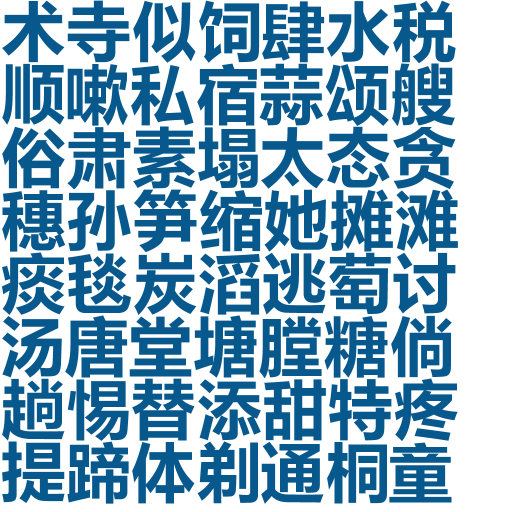 术寺似饲肆水税
顺嗽私宿蒜颂艘
俗肃素塌太态贪
穗孙笋缩她摊滩
痰毯炭滔逃萄讨
汤唐堂塘膛糖倘
趟惕替添甜特疼
提蹄体剃通桐童